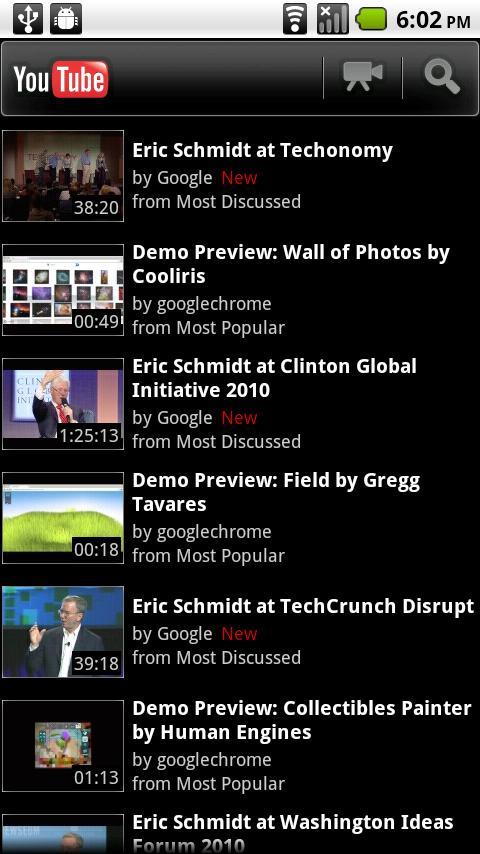 6:02 PM
YouTube
Eric Schmidt at Techonomy
by Google New
from Most Discussed
38:20
Demo Preview: Wall of Photos by
Cooliris
by googlechrome
from Most Popular
00:49
Eric Schmidt at Clinton Global
Initiative 2010
by Google New
from Most Discussed
1:25:13
Demo Preview: Field by Gregg
Tavares
by googlechrome
from Most Popular
00:18
Eric Schmidt at TechCrunch Disrupt
by Google New
from Most Discussed
39:18
Demo Preview: Collectibles Painter
by Human Engines
by googlechrome
from Most Popular
01:13
Eric Schmidt at Washington Ideas
Forum 2010